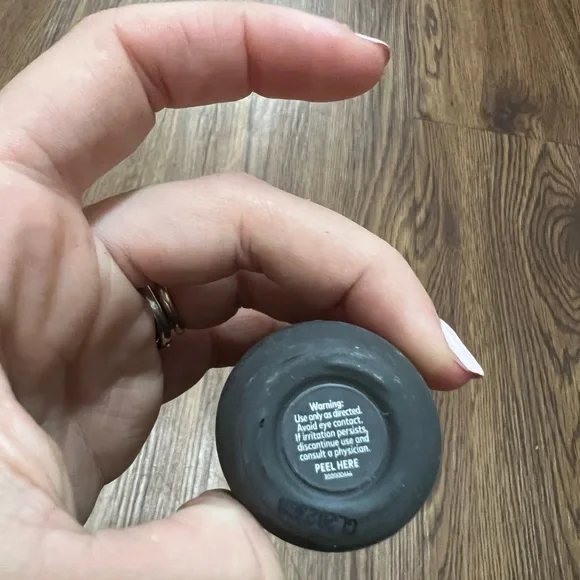 Warning:
Use only as directed.
Avoid eye contact.
If irritation persists,
discontinue use and
consult a physician.
PEEL HERE